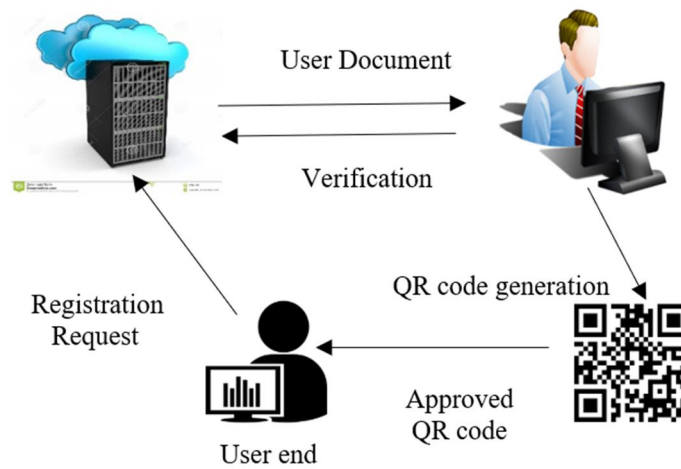 User Document
Verification
QR code generation
Registration
Request
Approved
QR code
User end